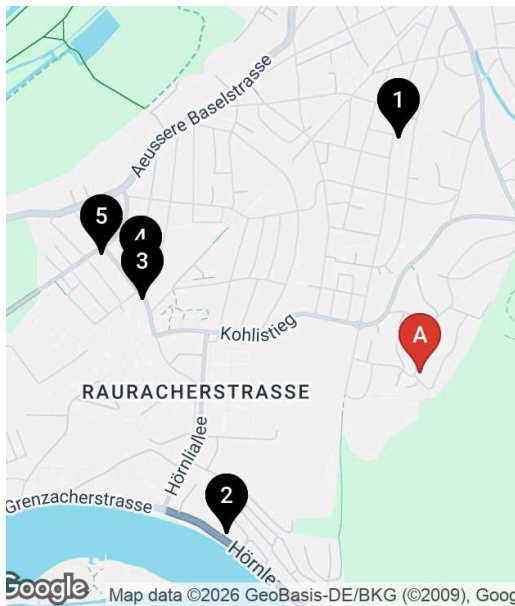 1
Aeussere Baselstrasse
5
4
3
Kohlistieg
A
RAURACHERSTRASSE
Hörnliallee
2
Grenzacherstrasse
Hörnle
Google
Map data ©2026 GeoBasis-DE/BKG (©2009), Goog